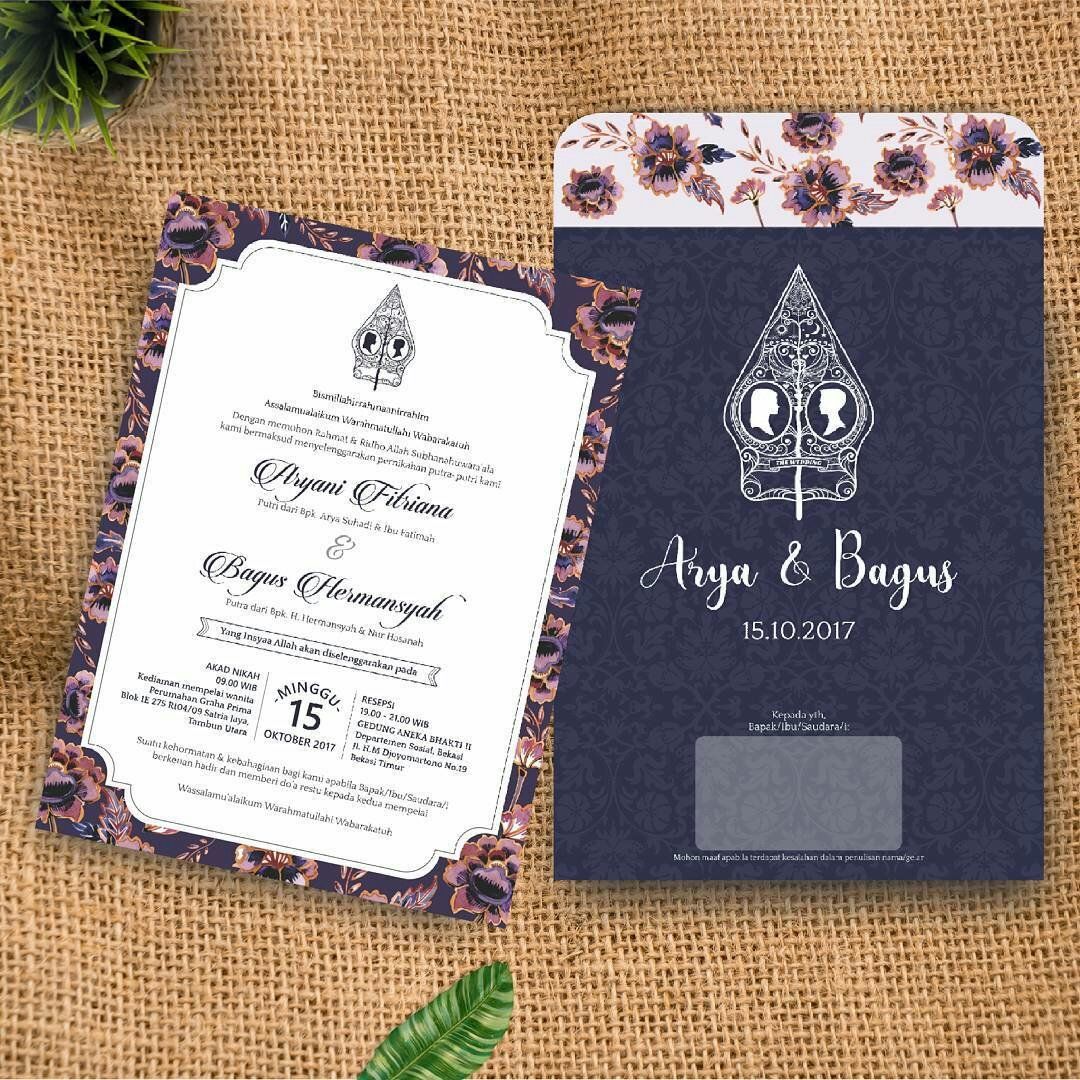 Bismillahirrahmaanirrahim
Assalamualaikum Warahmatullahi Wabarakatuh
Dengan memohon Rahmat & Ridho Allah Subhanahuwara'ala
kami bermaksud menyelenggarakan pernikahan putra- putri kami
Aryani Fitriana
Putri dari Bpk. Arya Suhadi & Ibu Fatimah
&
Bagus Hermansyah
Putra dari Bpk. H. Hermansyah & Nur Hasanah
Yang Insyaa Allah akan diselenggarakan pada
AKAD NIKAH
09.00 WIB
Kediaman mempelai wanita
Perumahan Graha Prima
Blok IE 275 Rt04/09 Satria Jaya,
Tambun Utara
MINGGU
15
OKTOBER 2017
RESEPSI
19.00 - 21.00 WIB
GEDUNG ANEKA BHAKTI II
Departemen Sosial, Bekasi
Jl. H.M Djoyomartono No.19
Bekasi Timur
Suatu kehormatan & kebahagiaan bagi kami apabila Bapak/Ibu/Saudara/i
berkenan hadir dan memberi do'a restu kepada kedua mempelai
Wassalamu'alaikum Warahmatullahi Wabarakatuh
THE WEDDING
Arya & Bagus
15.10.2017
Kepada yth,
Bapak/Ibu/Saudara/i:
Mohon maaf apabila terdapat kesalahan dalam penulisan nama/gelar